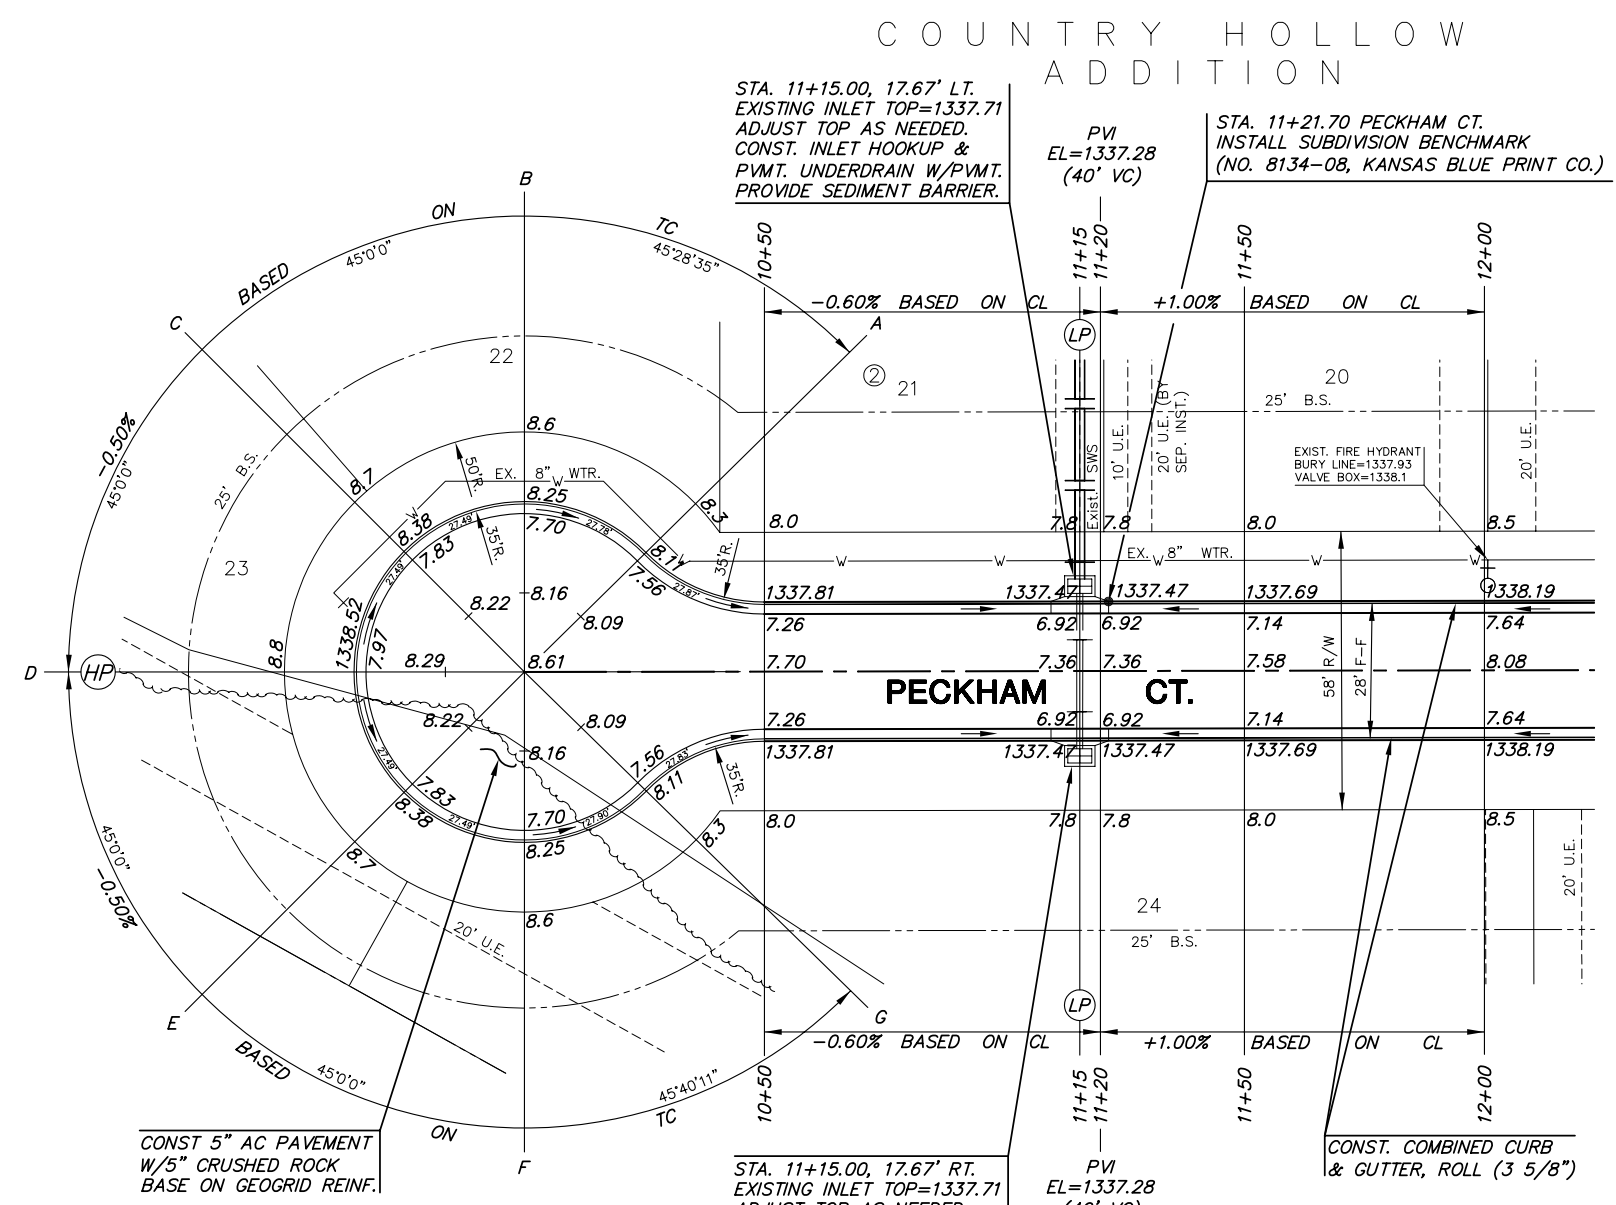 COUNTRY HOLLOW
ADDITION
STA. 11+15.00, 17.67' LT.
EXISTING INLET TOP=1337.71
ADJUST TOP AS NEEDED.
CONST. INLET HOOKUP &
PVMT. UNDERDRAIN W/PVMT.
PROVIDE SEDIMENT BARRIER.
PVI
EL=1337.28
(40' VC)
STA. 11+21.70 PECKHAM CT.
INSTALL SUBDIVISION BENCHMARK
(NO. 8134-08, KANSAS BLUE PRINT CO.)
B
ON
TC
45°0'0"
45°28'35"
BASED
C
A
10+50
11+15
11+20
11+50
12+00
-0.60% BASED ON CL
+1.00% BASED ON CL
LP
22
2
21
20
25' B.S.
-0.50%
45°0'0"
25' B.S.
8.6
8.7
50'R.
EX. 8" W WTR.
8.3
Exist. SWS
10' U.E.
20' U.E. (BY
SEP. INST.)
EXIST. FIRE HYDRANT
BURY LINE=1337.93
VALVE BOX=1338.1
20' U.E.
8.25
8.38
27.49'
7.70
27.78'
8.0
7.8
7.8
8.0
8.5
W
7.83
35'R.
8.11
W
35'R.
W
W
EX. W 8" WTR.
W
W
23
27.49'
7.56
27.87'
W
8.16
1337.81
1337.47
1337.47
1337.69
1338.19
8.22
8.09
7.26
6.92
6.92
7.14
7.64
1338.52
7.97
8.8
D
HP
8.29
8.61
7.70
7.36
7.36
7.58
8.08
58' R/W
28' F-F
PECKHAM CT.
8.22
8.09
7.26
6.92
6.92
7.14
7.64
8.16
7.56
27.83'
1337.81
1337.47
1337.47
1337.69
1338.19
27.49'
35'R.
7.83
8.11
8.38
27.49'
7.70
27.90'
8.3
8.0
7.8
7.8
8.0
8.5
8.25
8.7
45°0'0"
-0.50%
8.6
20' U.E.
24
25' B.S.
20' U.E.
E
G
LP
-0.60% BASED ON CL
+1.00% BASED ON CL
BASED
45°0'0"
45°40'11"
10+50
11+15
11+20
11+50
12+00
ON
TC
F
CONST 5" AC PAVEMENT
W/5" CRUSHED ROCK
BASE ON GEOGRID REINF.
STA. 11+15.00, 17.67' RT.
EXISTING INLET TOP=1337.71
PVI
EL=1337.28
CONST. COMBINED CURB
& GUTTER, ROLL (3 5/8")